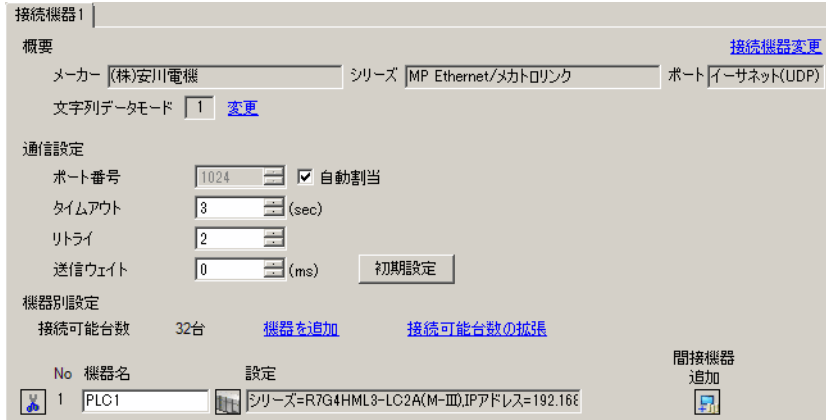 接続機器1
概要
接続機器変更
メーカー (株)安川電機 シリーズ MP Ethernet/メカトロリンク ポート イーサネット(UDP)
文字列データモード 1 変更
通信設定
ポート番号 1024 自動割当
タイムアウト 3 (sec)
リトライ 2
送信ウェイト 0 (ms) 初期設定
機器別設定
接続可能台数 32台 機器を追加 接続可能台数の拡張
間接機器
No 機器名 設定 追加
1 PLC1 シリーズ=R7G4HML3-LC2A(M-Ⅲ),IPアドレス=192.168